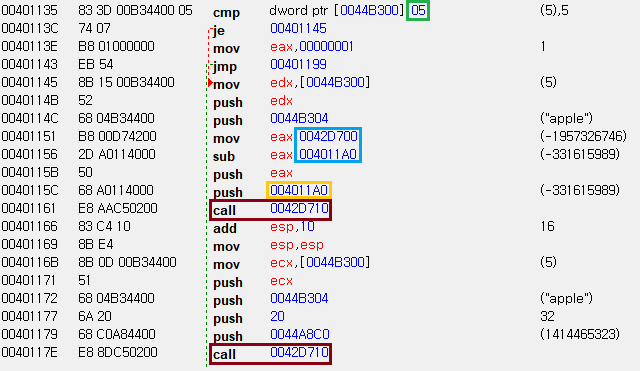 00401135 83 3D 00B34400 05 cmp dword ptr [0044B300] 05 (5),5
0040113C 74 07 je 00401145
0040113E B8 01000000 mov eax,00000001 1
00401143 EB 54 jmp 00401199
00401145 8B 15 00B34400 mov edx,[0044B300] (5)
0040114B 52 push edx
0040114C 68 04B34400 push 0044B304 ("apple")
00401151 B8 00D74200 mov eax 0042D700 (-1957326746)
00401156 2D A0114000 sub eax 004011A0 (-331615989)
0040115B 50 push eax
0040115C 68 A0114000 push 004011A0 (-331615989)
00401161 E8 AAC50200 call 0042D710
00401166 83 C4 10 add esp,10 16
00401169 8B E4 mov esp,esp
0040116B 8B 0D 00B34400 mov ecx,[0044B300] (5)
00401171 51 push ecx
00401172 68 04B34400 push 0044B304 ("apple")
00401177 6A 20 push 20 32
00401179 68 C0A84400 push 0044A8C0 (1414465323)
0040117E E8 8DC50200 call 0042D710